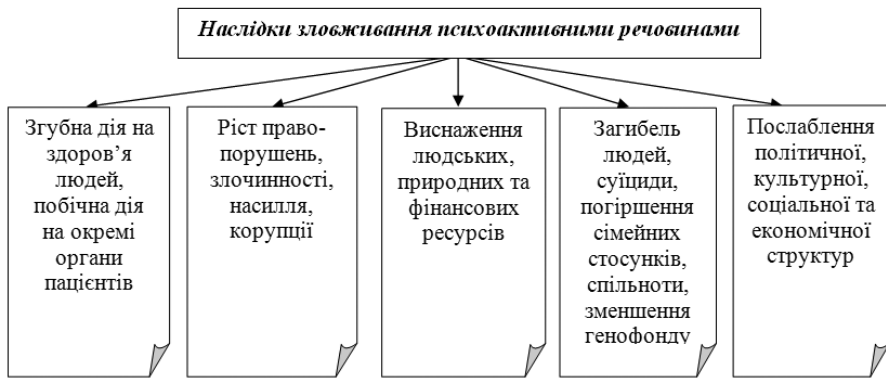 Наслідки зловживання психоактивними речовинами
Згубна дія на
здоров’я
людей,
побічна дія
на окремі
органи
пацієнтів
Ріст право-
порушень,
злочинності,
насилля,
корупції
Виснаження
людських,
природних та
фінансових
ресурсів
Загибель
людей,
суїциди,
погіршення
сімейних
стосунків,
спільноти,
зменшення
генофонду
Послаблення
політичної,
культурної,
соціальної та
економічної
структур